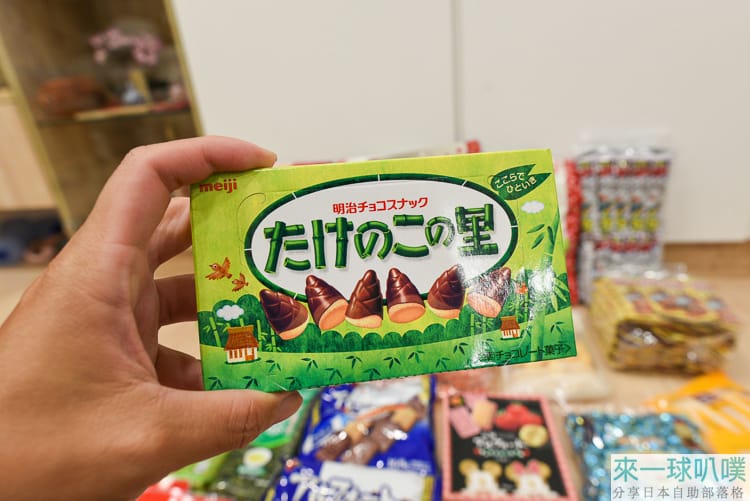 meiji
ここらで
ひといき
明治チョコスナック
たけのこの里
チョコレート菓子
來一球叭噗
分享日本自助部落格